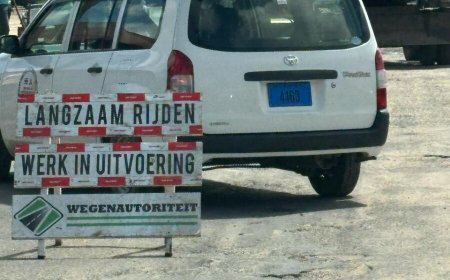 LANGZAAM RIJDEN
WERK IN UITVOERING
WEGENAUTORITEIT